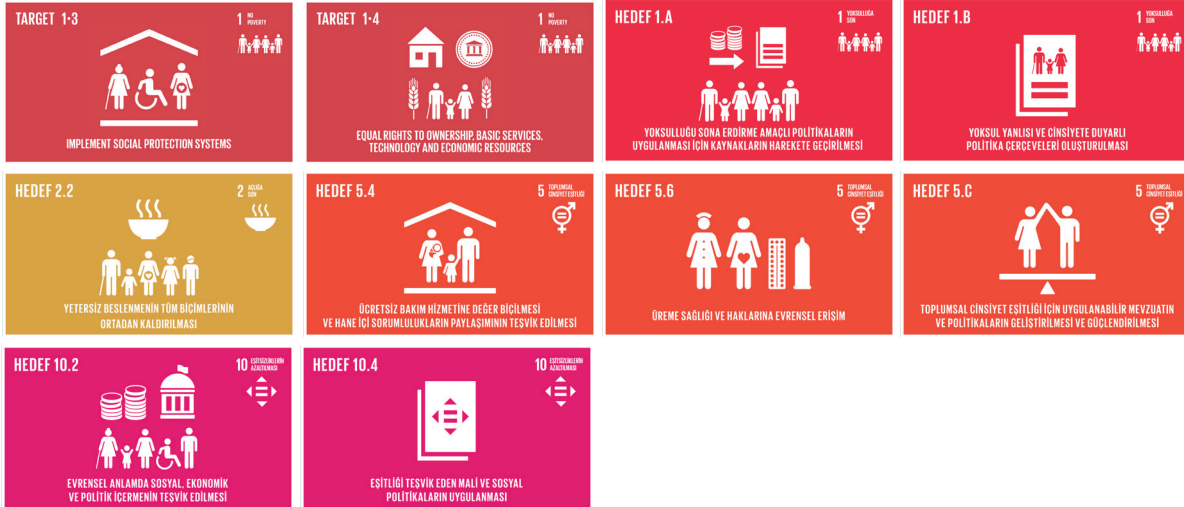 TARGET 1·3
1 NO
POVERTY
IMPLEMENT SOCIAL PROTECTION SYSTEMS
TARGET 1·4
1 NO
POVERTY
EQUAL RIGHTS TO OWNERSHIP, BASIC SERVICES,
TECHNOLOGY AND ECONOMIC RESOURCES
HEDEF 1.A
1 YOKSULLUĞA
SON
YOKSULLUĞU SONA ERDİRME AMAÇLI POLİTİKALARIN
UYGULANMASI İÇİN KAYNAKLARIN HAREKETE GEÇİRİLMESİ
HEDEF 1.B
1 YOKSULLUĞA
SON
YOKSUL YANLISI VE CİNSİYETE DUYARLI
POLİTİKA ÇERÇEVELERİ OLUŞTURULMASI
HEDEF 2.2
2 AÇLIĞA
SON
YETERSİZ BESLENMENİN TÜM BİÇİMLERİNİN
ORTADAN KALDIRILMASI
HEDEF 5.4
5 TOPLUMSAL
CİNSİYET EŞİTLİĞİ
ÜCRETSİZ BAKIM HİZMETİNE DEĞER BİÇİLMESİ
VE HANE İÇİ SORUMLULUKLARIN PAYLAŞIMININ TEŞVİK EDİLMESİ
HEDEF 5.6
5 TOPLUMSAL
CİNSİYET EŞİTLİĞİ
ÜREME SAĞLIĞI VE HAKLARINA EVRENSEL ERİŞİM
HEDEF 5.C
5 TOPLUMSAL
CİNSİYET EŞİTLİĞİ
TOPLUMSAL CİNSİYET EŞİTLİĞİ İÇİN UYGULANABİLİR MEVZUATIN
VE POLİTİKALARIN GELİŞTİRİLMESİ VE GÜÇLENDİRİLMESİ
HEDEF 10.2
10 EŞİTSİZLİKLERİN
AZALTILMASI
EVRENSEL ANLAMDA SOSYAL, EKONOMİK
VE POLİTİK İÇERMENİN TEŞVİK EDİLMESİ
HEDEF 10.4
10 EŞİTSİZLİKLERİN
AZALTILMASI
EŞİTLİĞİ TEŞVİK EDEN MALİ VE SOSYAL
POLİTİKALARIN UYGULANMASI